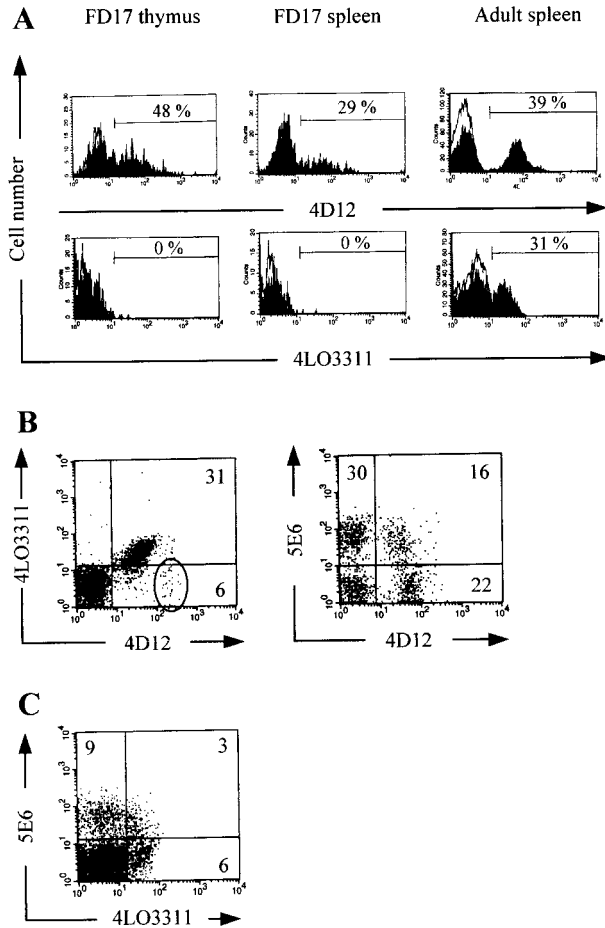 A
FD17 thymus
FD17 spleen
Adult spleen
Cell number
48 %
29 %
39 %
4D12
0 %
0 %
31 %
4LO3311
B
4LO3311
31
6
4D12
5E6
30
16
22
4D12
C
5E6
9
3
6
4LO3311